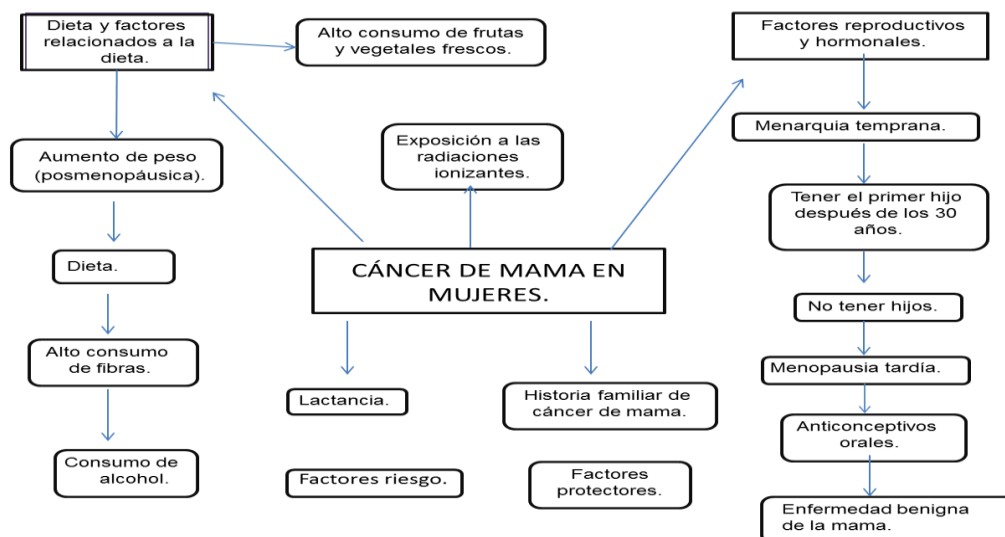 Dieta y factores
relacionados a la
dieta.
Alto consumo de frutas
y vegetales frescos.
Factores reproductivos
y hormonales.
Aumento de peso
(posmenopáusica).
Exposición a las
radiaciones
ionizantes.
Menarquia temprana.
Tener el primer hijo
después de los 30
años.
Dieta.
CÁNCER DE MAMA EN
MUJERES.
No tener hijos.
Alto consumo
de fibras.
Lactancia.
Historia familiar de
cáncer de mama.
Menopausia tardía.
Anticonceptivos
orales.
Consumo de
alcohol.
Factores riesgo.
Factores
protectores.
Enfermedad benigna
de la mama.